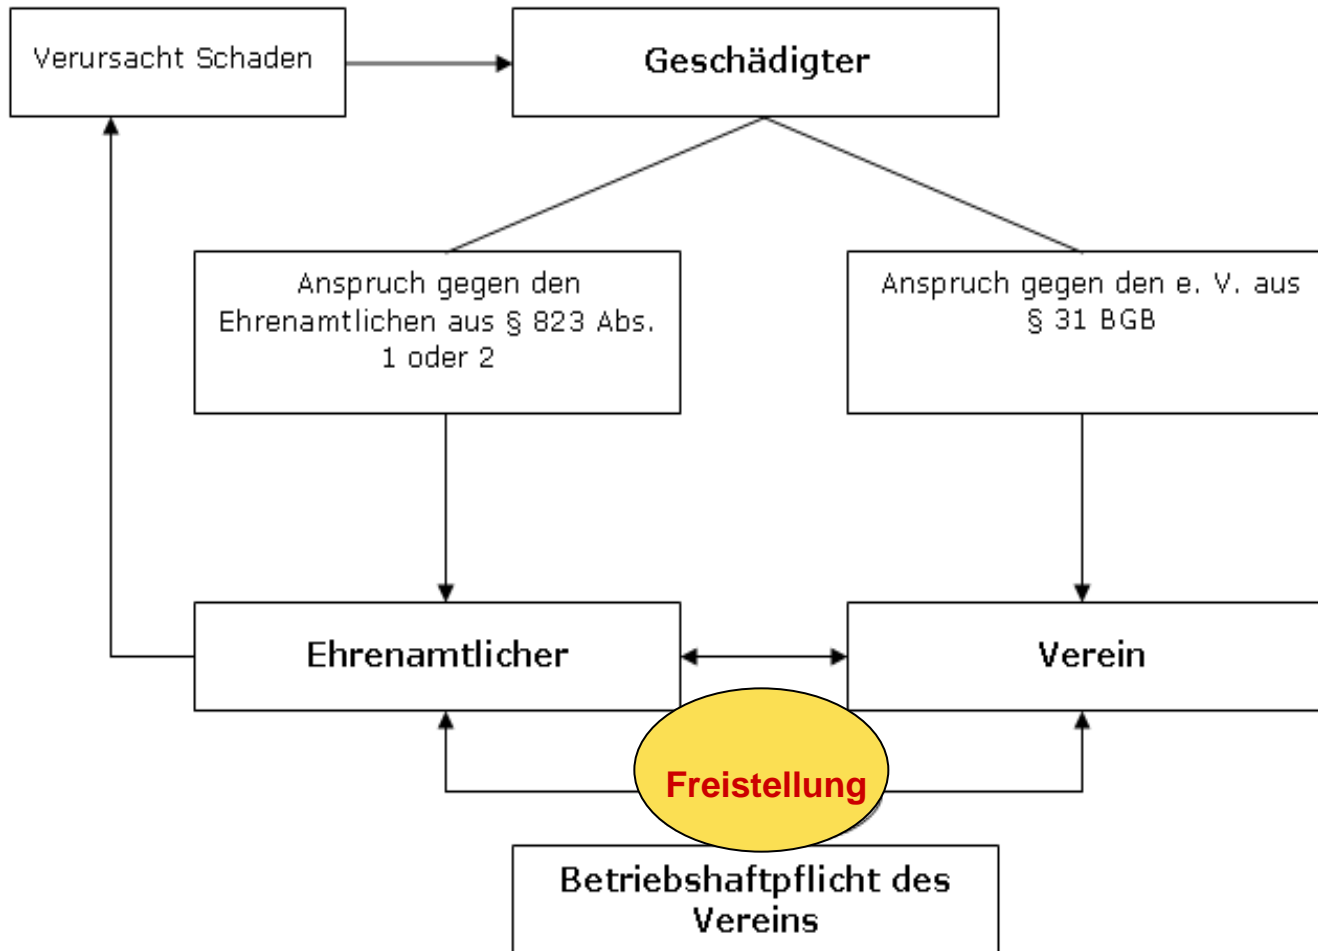 Verursacht Schaden
Geschädigter
Anspruch gegen den
Ehrenamtlichen aus § 823 Abs.
1 oder 2
Anspruch gegen den e. V. aus
§ 31 BGB
Ehrenamtlicher
Verein
Freistellung
Betriebshaftpflicht des
Vereins